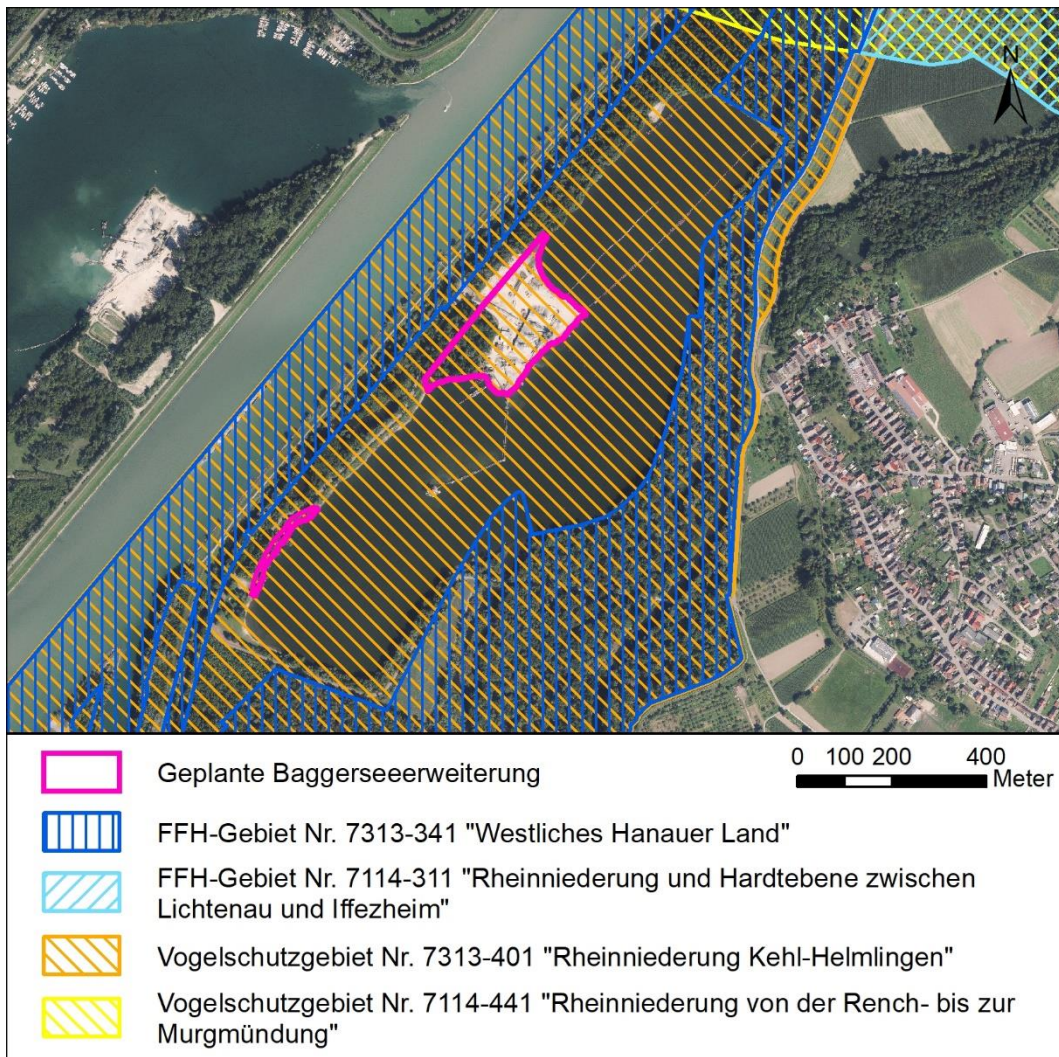 N
Geplante Baggerseeerweiterung
0 100 200 400
Meter
FFH-Gebiet Nr. 7313-341 "Westliches Hanauer Land"
FFH-Gebiet Nr. 7114-311 "Rheinniederung und Hardtebene zwischen
Lichtenau und Iffezheim"
Vogelschutzgebiet Nr. 7313-401 "Rheinniederung Kehl-Helmlingen"
Vogelschutzgebiet Nr. 7114-441 "Rheinniederung von der Rench- bis zur
Murgmündung"